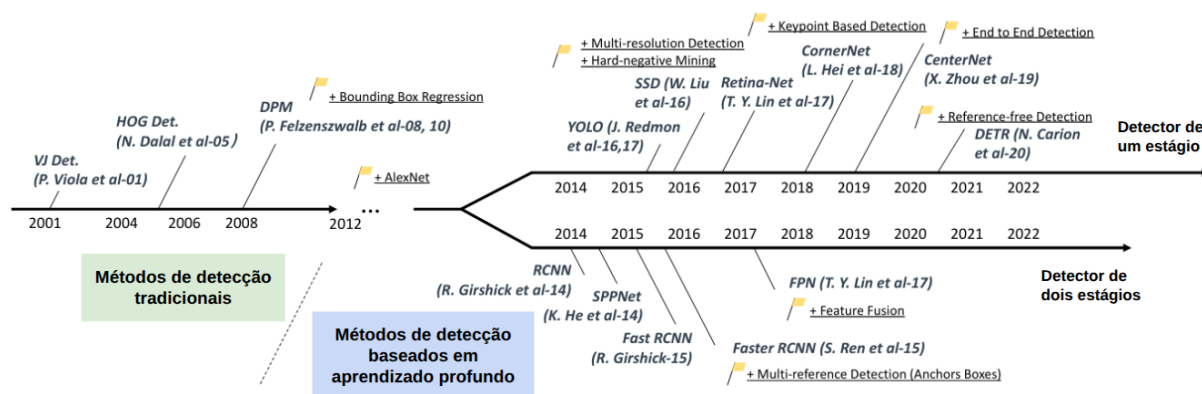 + Multi-resolution Detection
+ Hard-negative Mining
+ Keypoint Based Detection
+ End to End Detection
CornerNet
(L. Hei et al-18)
CenterNet
(X. Zhou et al-19)
SSD (W. Liu
et al-16)
Retina-Net
(T. Y. Lin et al-17)
+ Bounding Box Regression
DPM
(P. Felzenszwalb et al-08, 10)
HOG Det.
(N. Dalal et al-05)
VJ Det.
(P. Viola et al-01)
YOLO (J. Redmon
et al-16,17)
+ Reference-free Detection
DETR (N. Carion
et al-20)
Detector de
um estágio
+ AlexNet
2014 2015 2016 2017 2018 2019 2020 2021 2022
2001 2004 2006 2008 2012 ...
2014 2015 2016 2017 2018 2019 2020 2021 2022
Métodos de detecção
tradicionais
Métodos de detecção
baseados em
aprendizado profundo
RCNN
(R. Girshick et al-14)
SPPNet
(K. He et al-14)
Fast RCNN
(R. Girshick-15)
Faster RCNN (S. Ren et al-15)
+ Multi-reference Detection (Anchors Boxes)
FPN (T. Y. Lin et al-17)
+ Feature Fusion
Detector de
dois estágios